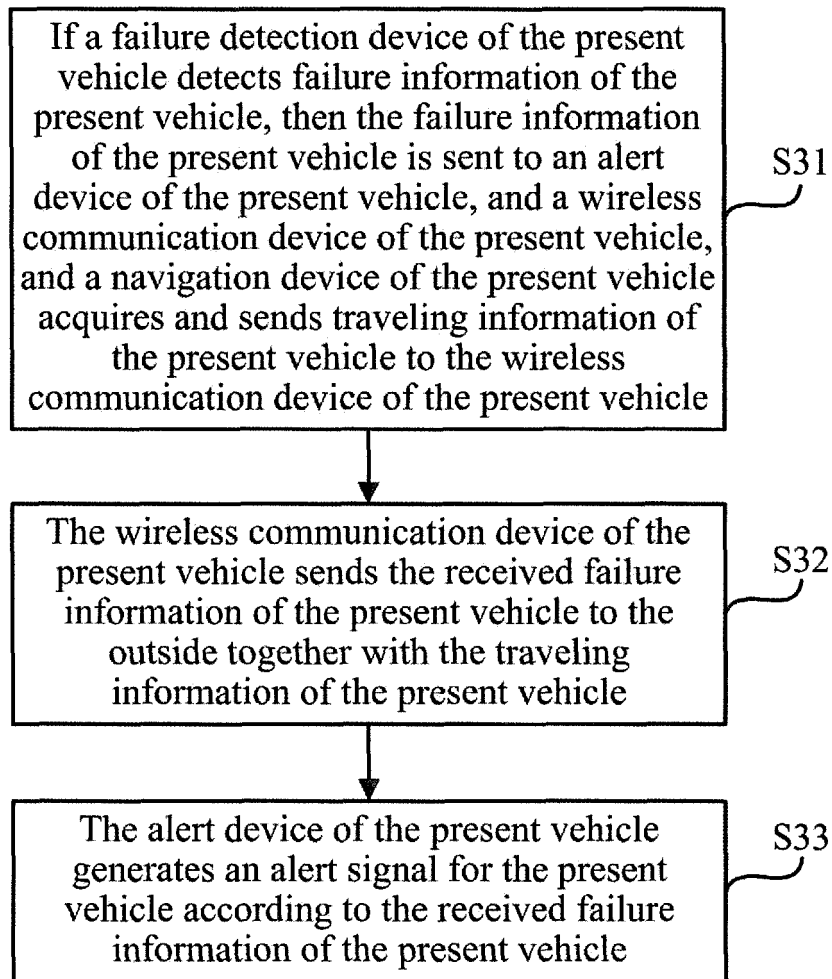 If a failure detection device of the present
vehicle detects failure information of the
present vehicle, then the failure information
of the present vehicle is sent to an alert
device of the present vehicle, and a wireless
communication device of the present vehicle,
and a navigation device of the present vehicle
acquires and sends traveling information of
the present vehicle to the wireless
communication device of the present vehicle
S31
The wireless communication device of the
present vehicle sends the received failure
information of the present vehicle to the
outside together with the traveling
information of the present vehicle
S32
The alert device of the present vehicle
generates an alert signal for the present
vehicle according to the received failure
information of the present vehicle
S33